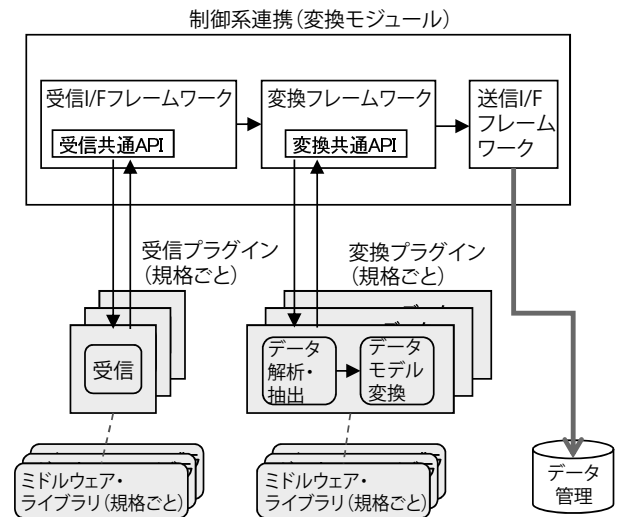 制御系連携(変換モジュール)
受信I/Fフレームワーク
受信共通API
変換フレームワーク
変換共通API
送信I/F
フレーム
ワーク
受信プラグイン
(規格ごと)
変換プラグイン
(規格ごと)
受信
データ
解析・
抽出
データ
モデル
変換
ミドルウェア・
ライブラリ(規格ごと)
ミドルウェア・
ライブラリ(規格ごと)
データ
管理